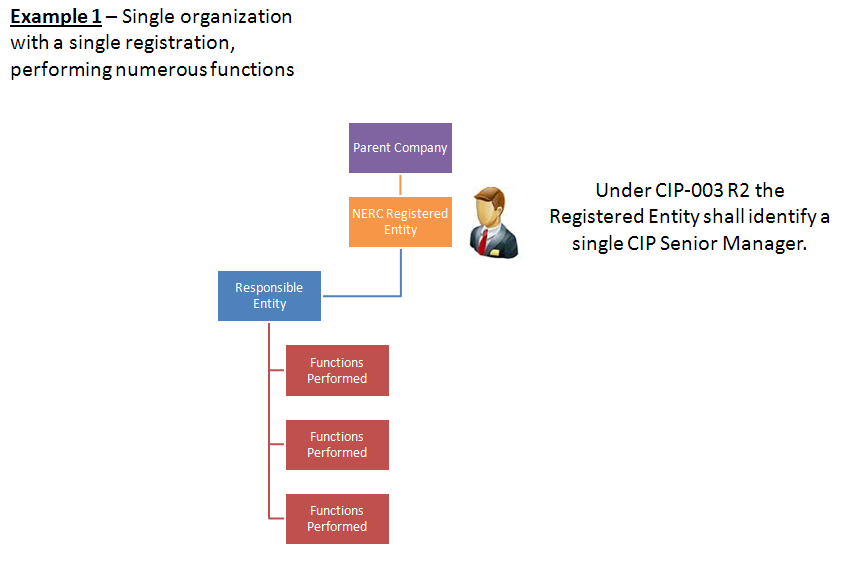 Example 1 – Single organization
with a single registration,
performing numerous functions
Parent Company
NERC Registered
Entity
Under CIP-003 R2 the
Registered Entity shall identify a
single CIP Senior Manager.
Responsible
Entity
Functions
Performed
Functions
Performed
Functions
Performed